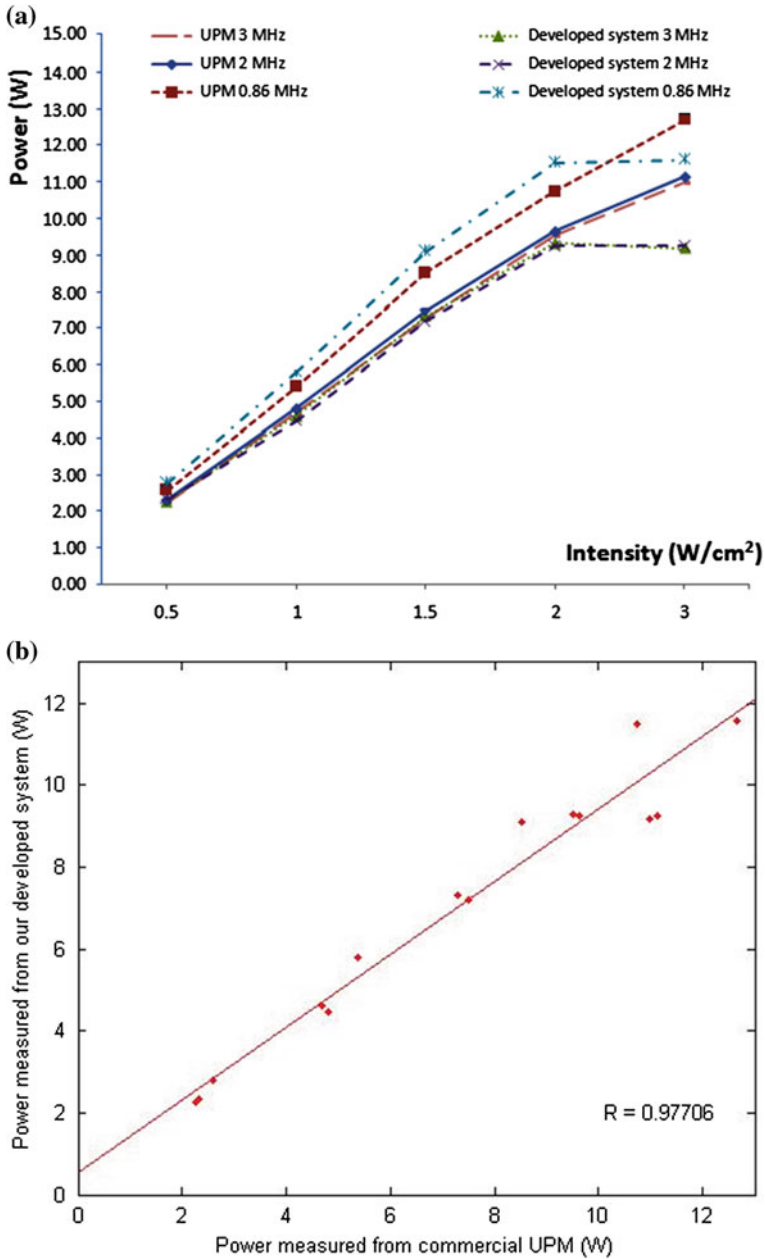 (a)
UPM 3 MHz
UPM 2 MHz
UPM 0.86 MHz
Developed system 3 MHz
Developed system 2 MHz
Developed system 0.86 MHz
Power (W)
15.00
14.00
13.00
12.00
11.00
10.00
9.00
8.00
7.00
6.00
5.00
4.00
3.00
2.00
1.00
0.00
Intensity (W/cm²)
0.5
1
1.5
2
3
(b)
Power measured from our developed system (W)
12
10
8
6
4
2
0
R = 0.97706
0
2
4
6
8
10
12
Power measured from commercial UPM (W)